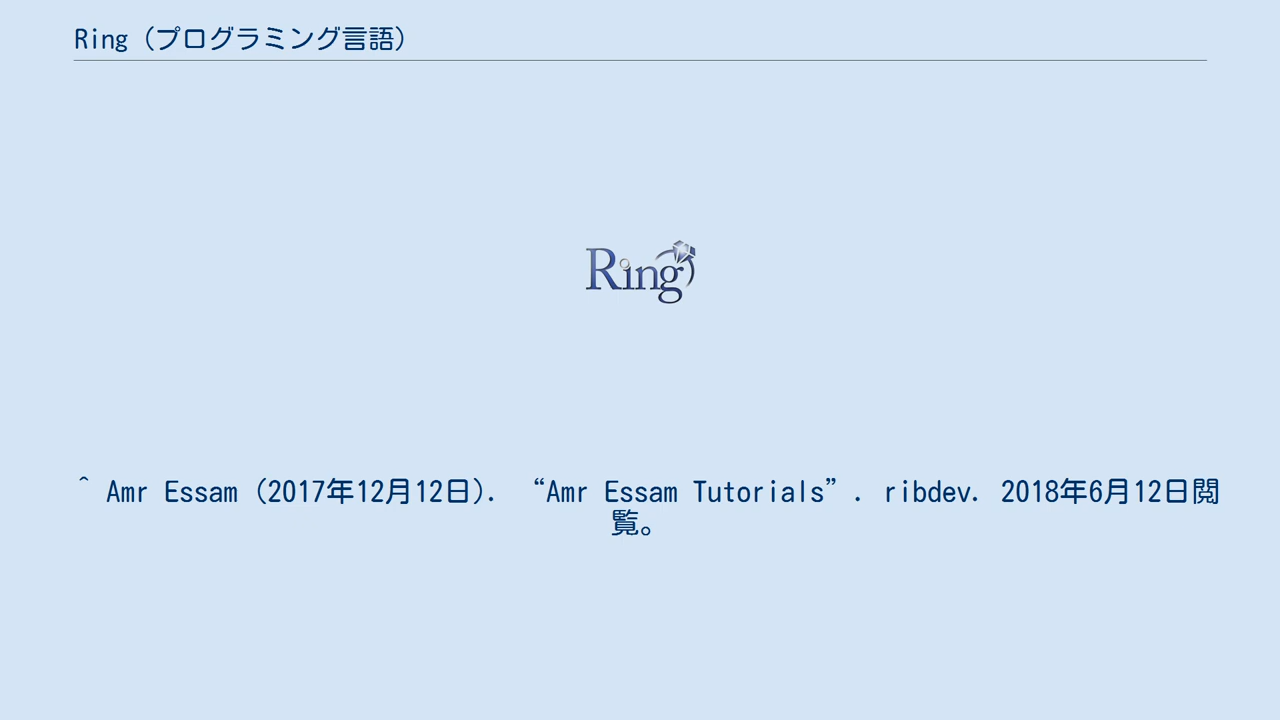 Ring (プログラミング言語)
Ring
^ Amr Essam (2017年12月12日). “Amr Essam Tutorials”. ribdev. 2018年6月12日閲
覧。